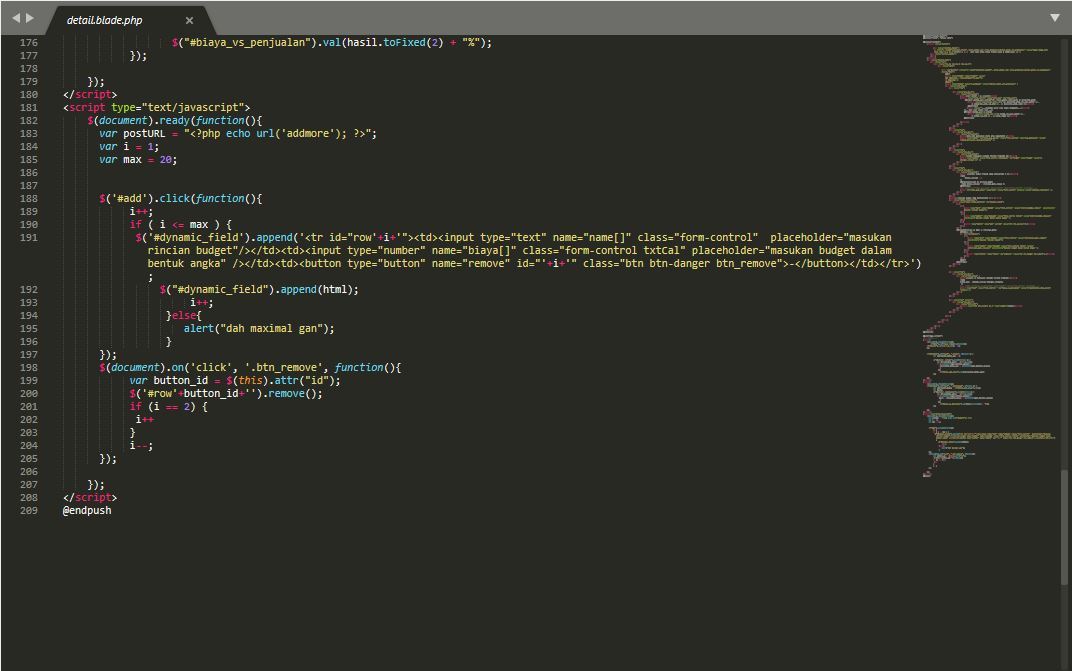 detail.blade.php ×
176 $("#biaya_vs_penjualan").val(hasil.toFixed(2) + "%");
177 });
178
179 });
180 </script>
181 <script type="text/javascript">
182 $(document).ready(function(){
183 var postURL = "<?php echo url('addmore'); ?>";
184 var i = 1;
185 var max = 20;
186
187
188 $('#add').click(function(){
189 i++;
190 if ( i <= max ) {
191 $('#dynamic_field').append('<tr id="row'+i+'"><td><input type="text" name="name[]" class="form-control"  placeholder="masukan
rincian budget"/></td><td><input type="number" name="biaya[]" class="form-control txtCal" placeholder="masukan budget dalam
bentuk angka" /></td><td><button type="button" name="remove" id="'+i+'" class="btn btn-danger btn_remove">-</button></td></tr>')
;
192 $("#dynamic_field").append(html);
193 i++;
194 }else{
195 alert("dah maximal gan");
196 }
197 });
198 $(document).on('click', '.btn_remove', function(){
199 var button_id = $(this).attr("id");
200 $('#row'+button_id+'').remove();
201 if (i == 2) {
202 i++
203 }
204 i--;
205 });
206
207 });
208 </script>
209 @endpush